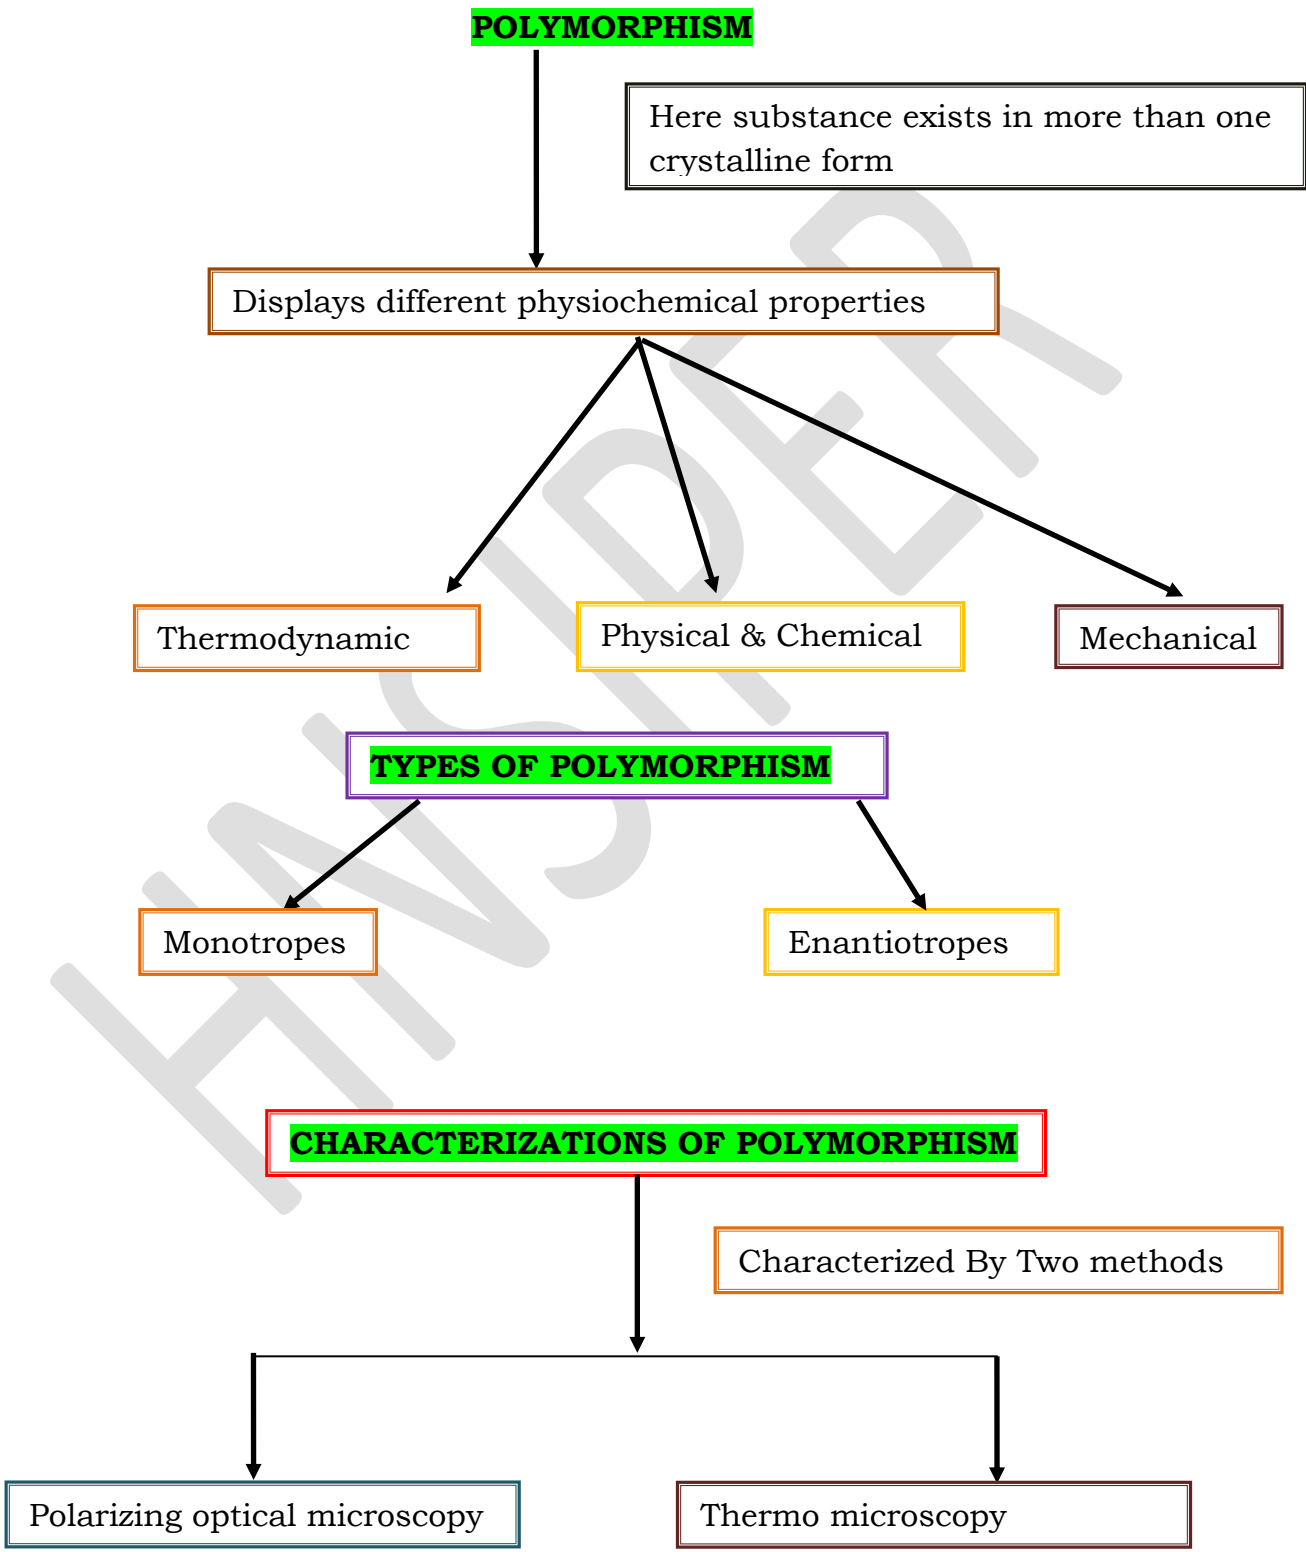 POLYMORPHISM
Here substance exists in more than one
crystalline form
Displays different physiochemical properties
Thermodynamic
Physical & Chemical
Mechanical
TYPES OF POLYMORPHISM
Monotropes
Enantiotropes
CHARACTERIZATIONS OF POLYMORPHISM
Characterized By Two methods
Polarizing optical microscopy
Thermo microscopy
HNSIPER